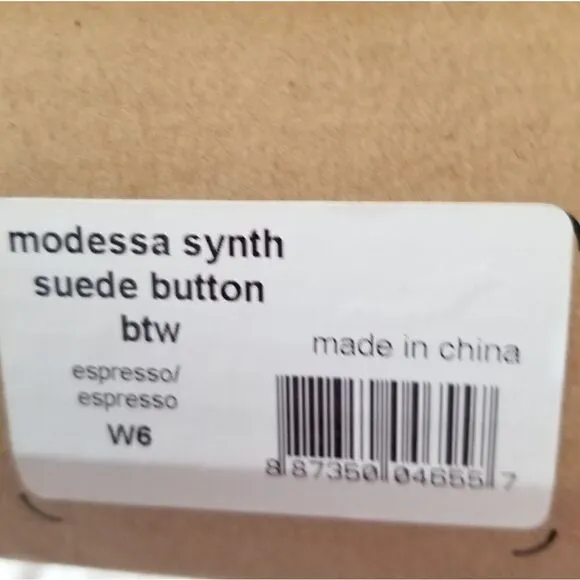 modessa synth
suede button
btw
espresso/
espresso
W6
made in china
8 87350 04655 7